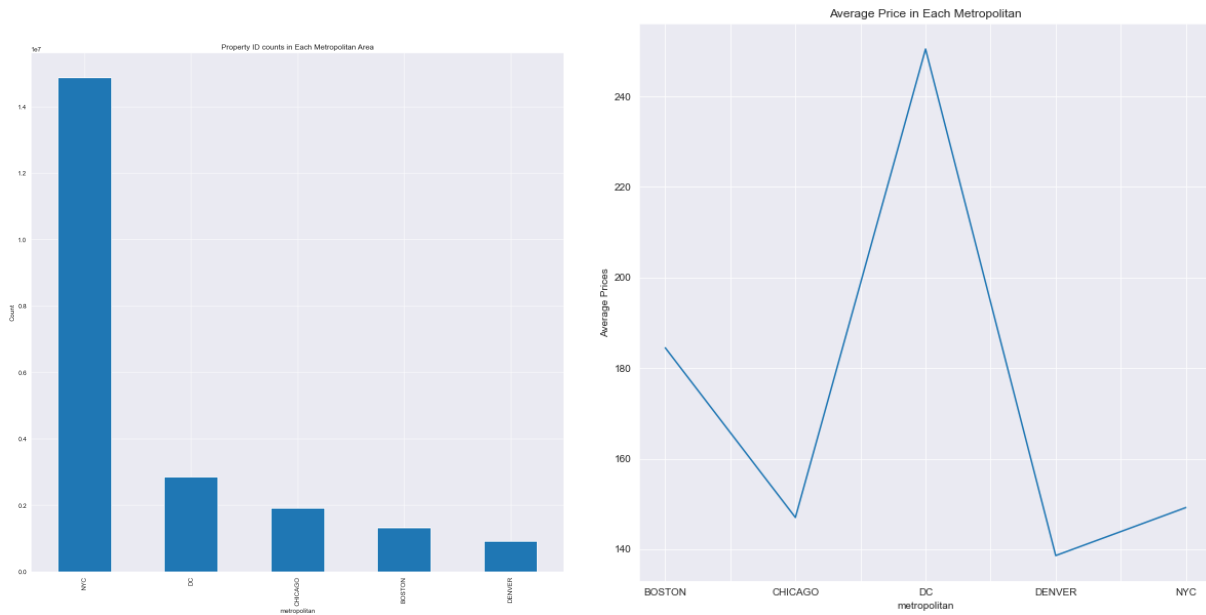 Property ID counts in Each Metropolitan Area
1e7
1.4
1.2
1.0
0.8
0.6
0.4
0.2
0.0
Count
NYC
DC
CHICAGO
BOSTON
DENVER
metropolitan
Average Price in Each Metropolitan
240
220
200
180
160
140
Average Prices
BOSTON CHICAGO DC DENVER NYC
metropolitan